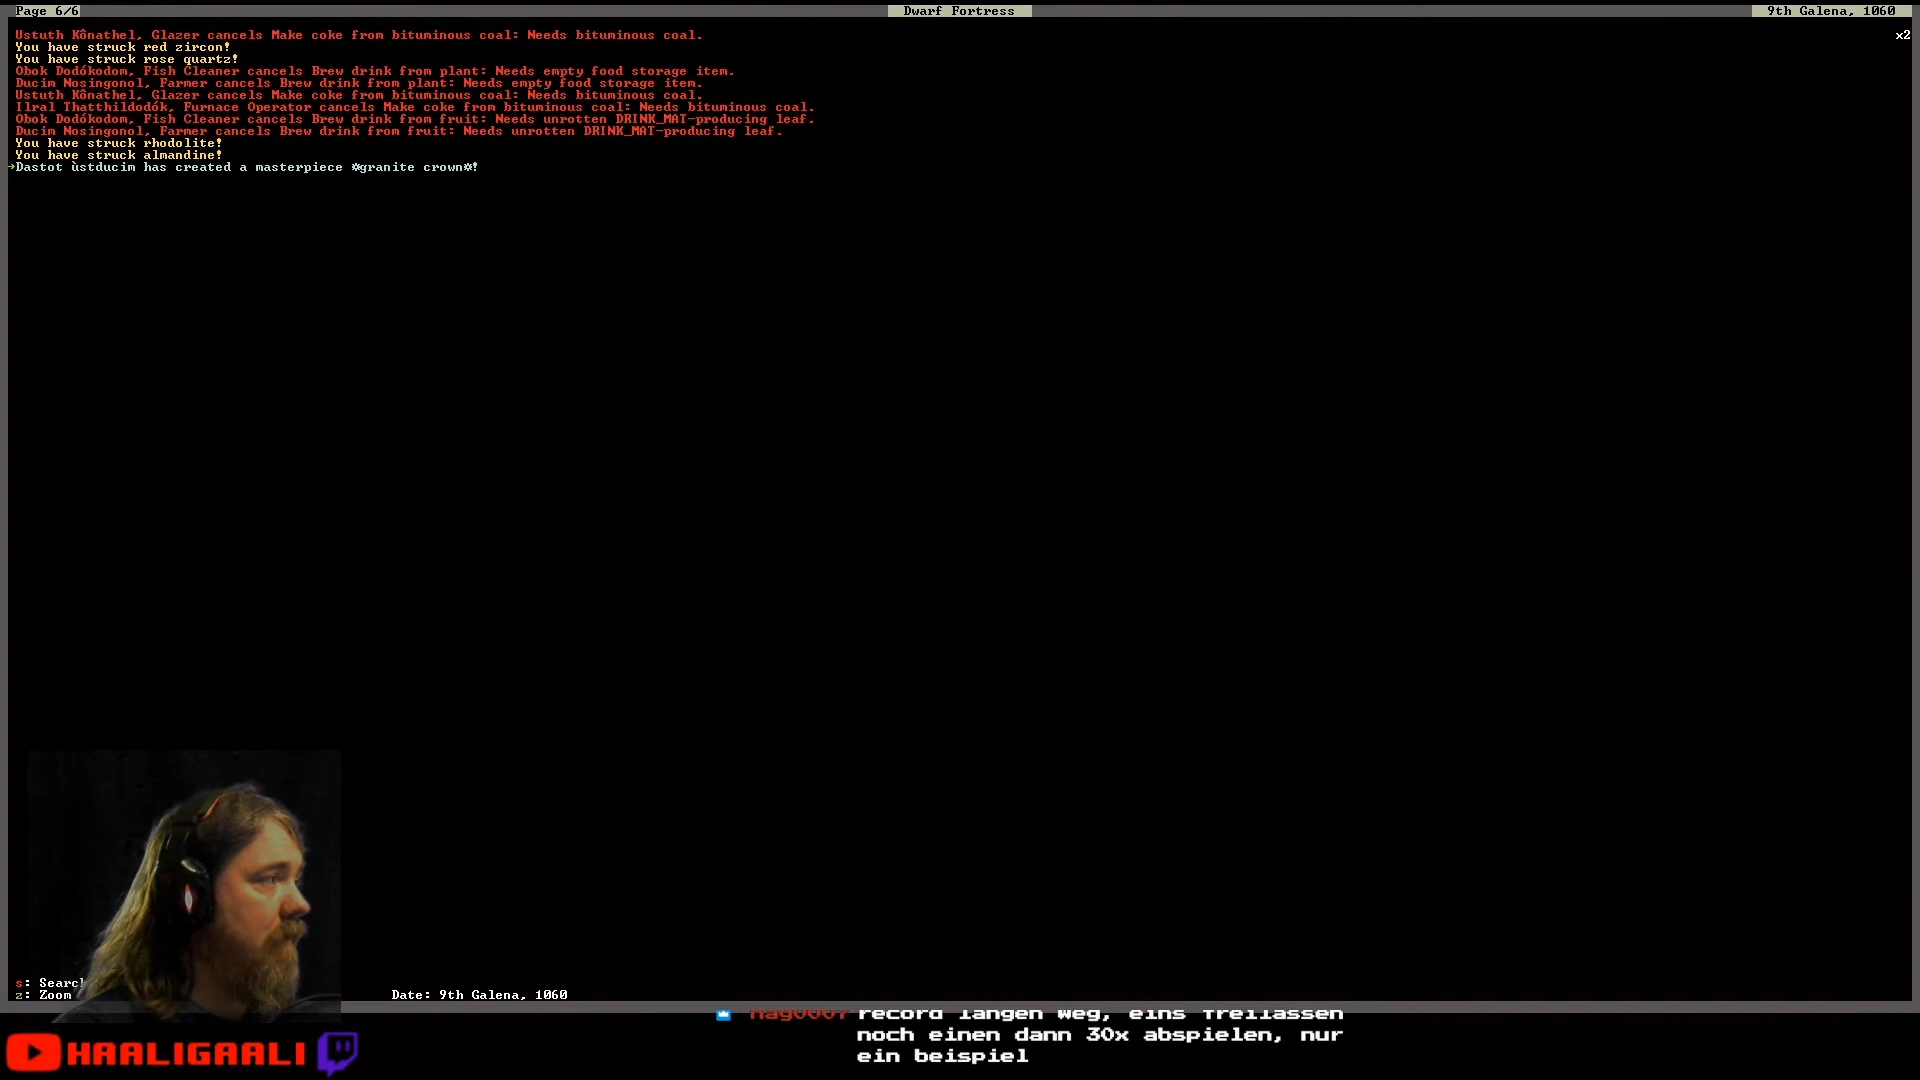 Page 6/6
Dwarf Fortress
9th Galena, 1060
Ustuth Kônathel, Glazer cancels Make coke from bituminous coal: Needs bituminous coal. x2
You have struck red zircon!
You have struck rose quartz!
Obok Dodókodom, Fish Cleaner cancels Brew drink from plant: Needs empty food storage item.
Ducim Nosingonol, Farmer cancels Brew drink from plant: Needs empty food storage item.
Ustuth Kônathel, Glazer cancels Make coke from bituminous coal: Needs bituminous coal.
Ilral Thatthildodók, Furnace Operator cancels Make coke from bituminous coal: Needs bituminous coal.
Obok Dodókodom, Fish Cleaner cancels Brew drink from fruit: Needs unrotten DRINK_MAT-producing leaf.
Ducim Nosingonol, Farmer cancels Brew drink from fruit: Needs unrotten DRINK_MAT-producing leaf.
You have struck rhodolite!
You have struck almandine!
→Dastot ùstducim has created a masterpiece ☼granite crown☼!
s: Search
z: Zoom
Date: 9th Galena, 1060
record langen weg, eins freilassen
noch einen dann 30x abspielen, nur
ein beispiel
HAALIGAALI